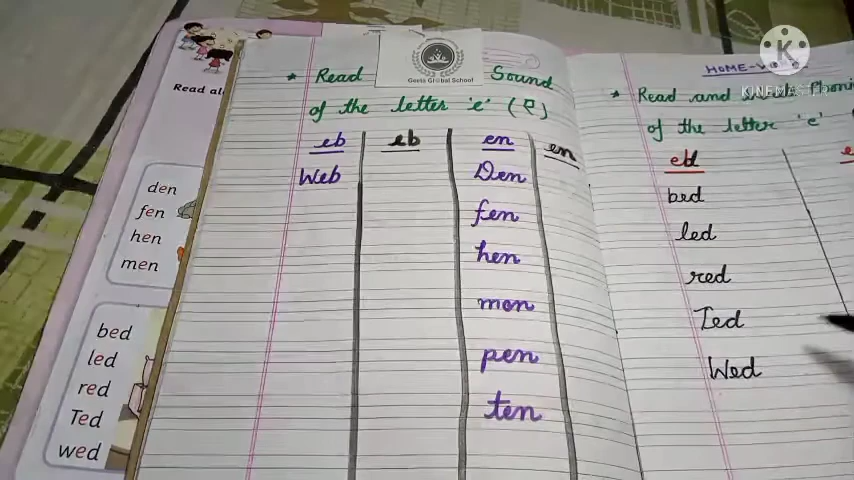 Read al
den
fen
hen
men
bed
led
red
Ted
wed
* Read Sound
of the letter 'e' (ए)
eb eb en en
Web Den
fen
hen
men
pen
ten
Geeta Global School
HOME-
* Read and Phoni
of the letter 'e'
ed
bed
led
red
Ted
Wed
K
KINEMASTER